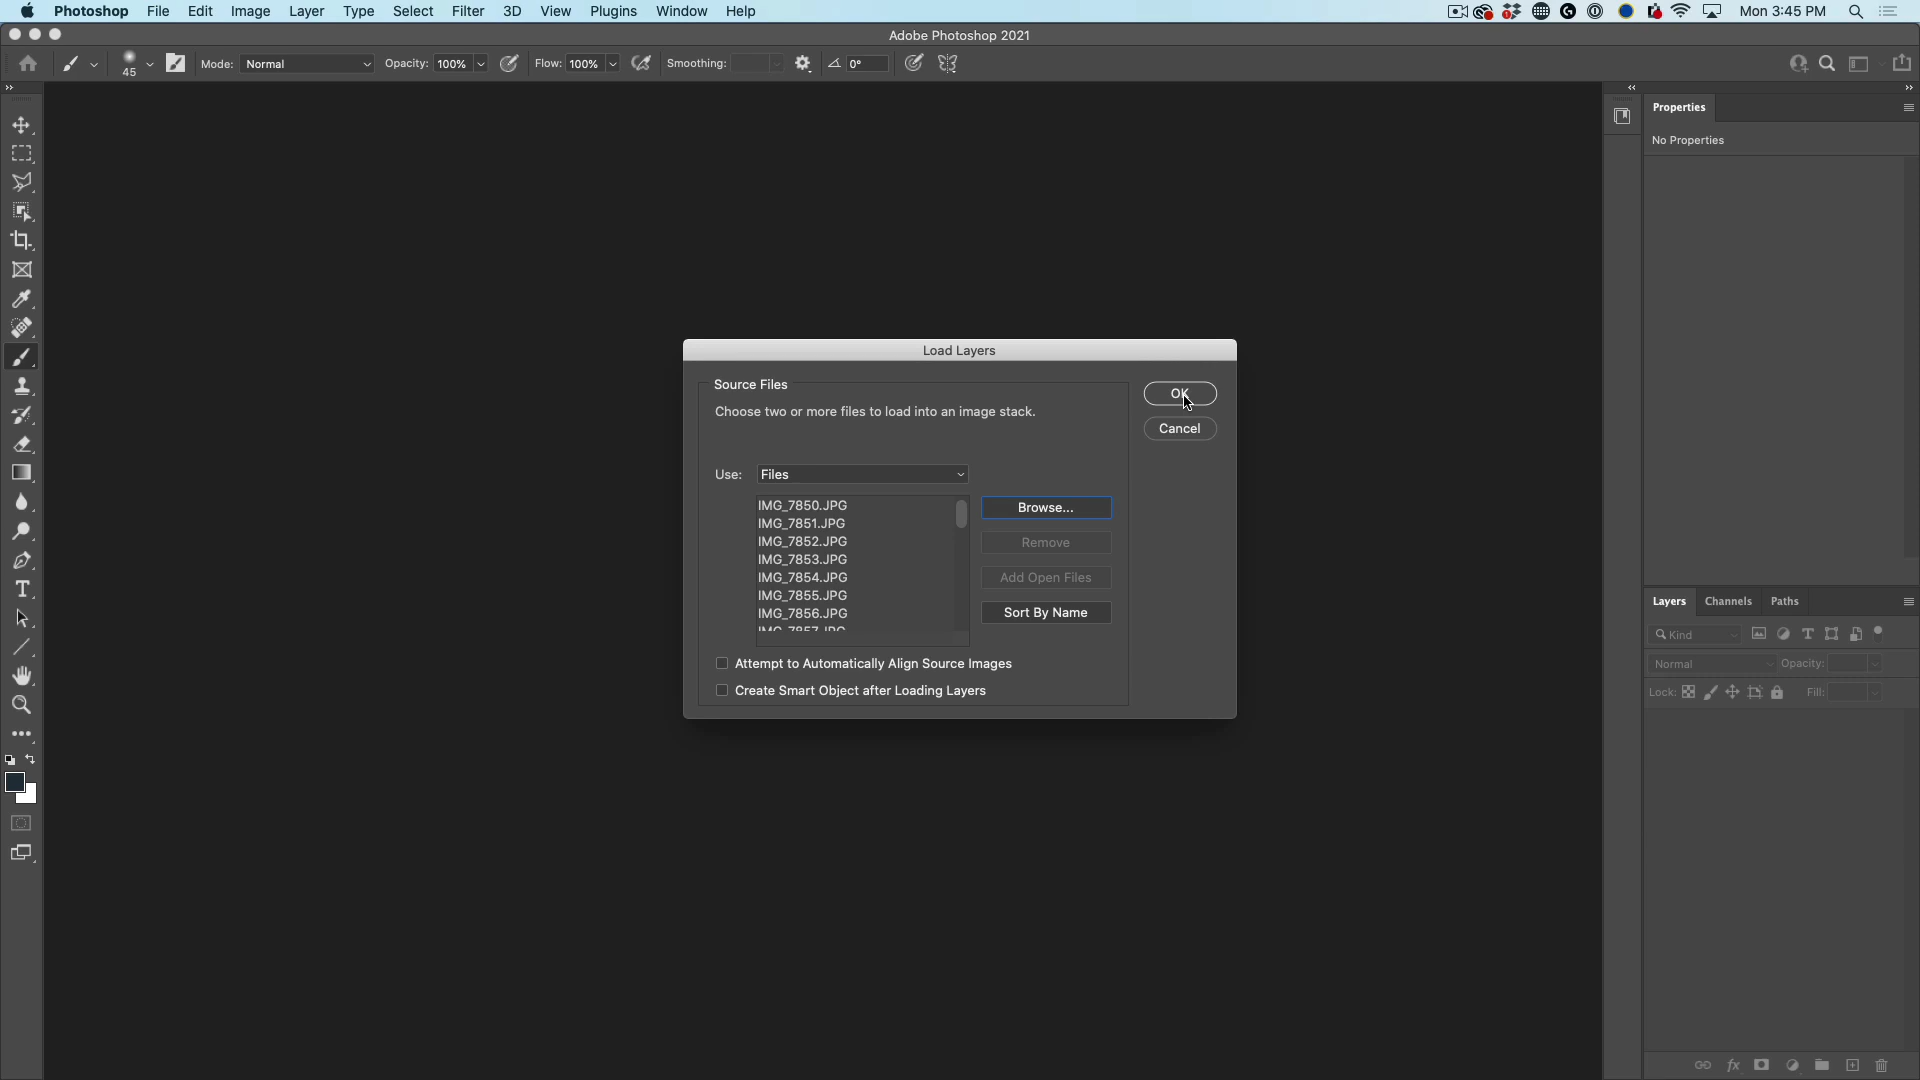 Photoshop File Edit Image Layer Type Select Filter 3D View Plugins Window Help Mon 3:45 PM
Adobe Photoshop 2021
45 Mode: Normal Opacity: 100% Flow: 100% Smoothing: 0°
Properties
No Properties
Load Layers
Source Files
Choose two or more files to load into an image stack.
OK
Cancel
Use: Files
IMG_7850.JPG
IMG_7851.JPG
IMG_7852.JPG
IMG_7853.JPG
IMG_7854.JPG
IMG_7855.JPG
IMG_7856.JPG
IMG_7857.JPG
Browse...
Remove
Add Open Files
Sort By Name
Attempt to Automatically Align Source Images
Create Smart Object after Loading Layers
Layers Channels Paths
Kind
Normal Opacity:
Lock: Fill:
fx